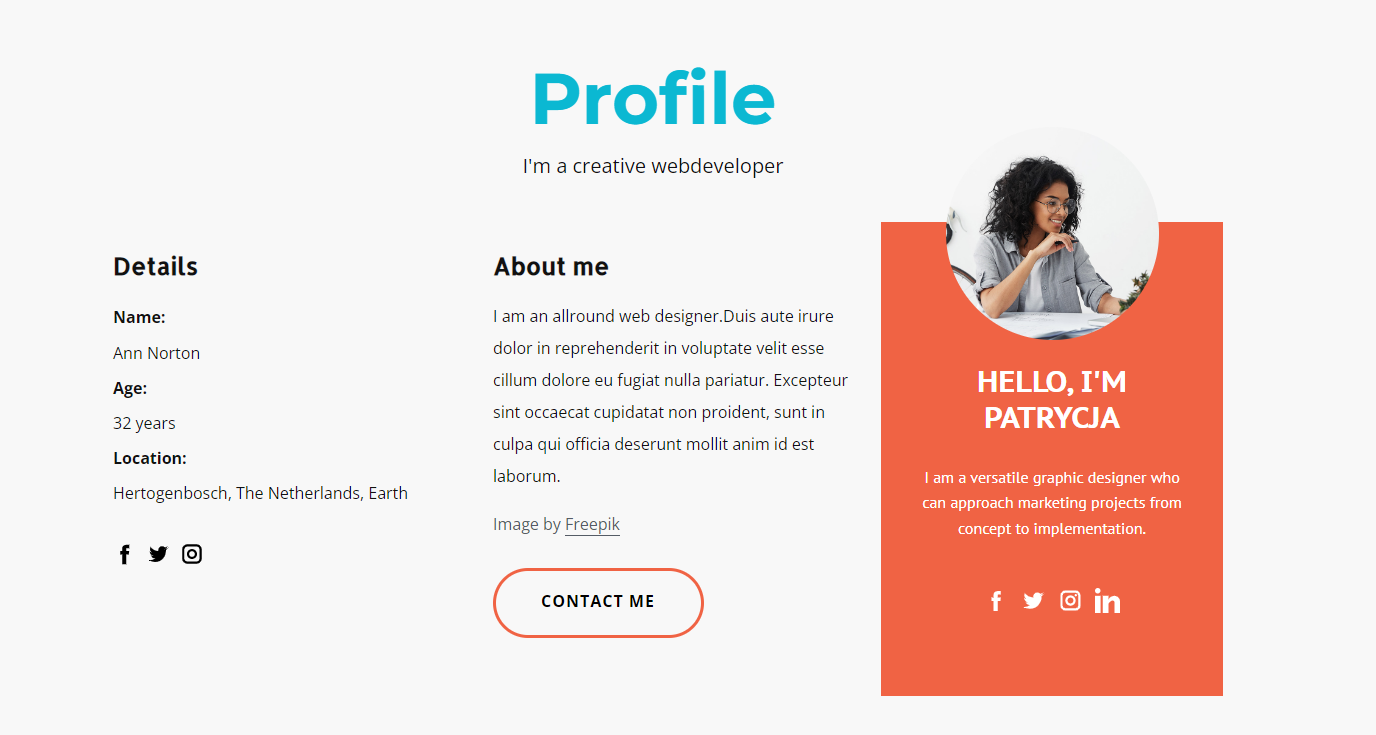 Profile
I'm a creative webdeveloper
Details
Name:
Ann Norton
Age:
32 years
Location:
Hertogenbosch, The Netherlands, Earth
About me
I am an allround web designer.Duis aute irure
dolor in reprehenderit in voluptate velit esse
cillum dolore eu fugiat nulla pariatur. Excepteur
sint occaecat cupidatat non proident, sunt in
culpa qui officia deserunt mollit anim id est
laborum.
Image by Freepik
CONTACT ME
HELLO, I'M
PATRYCJA
I am a versatile graphic designer who
can approach marketing projects from
concept to implementation.